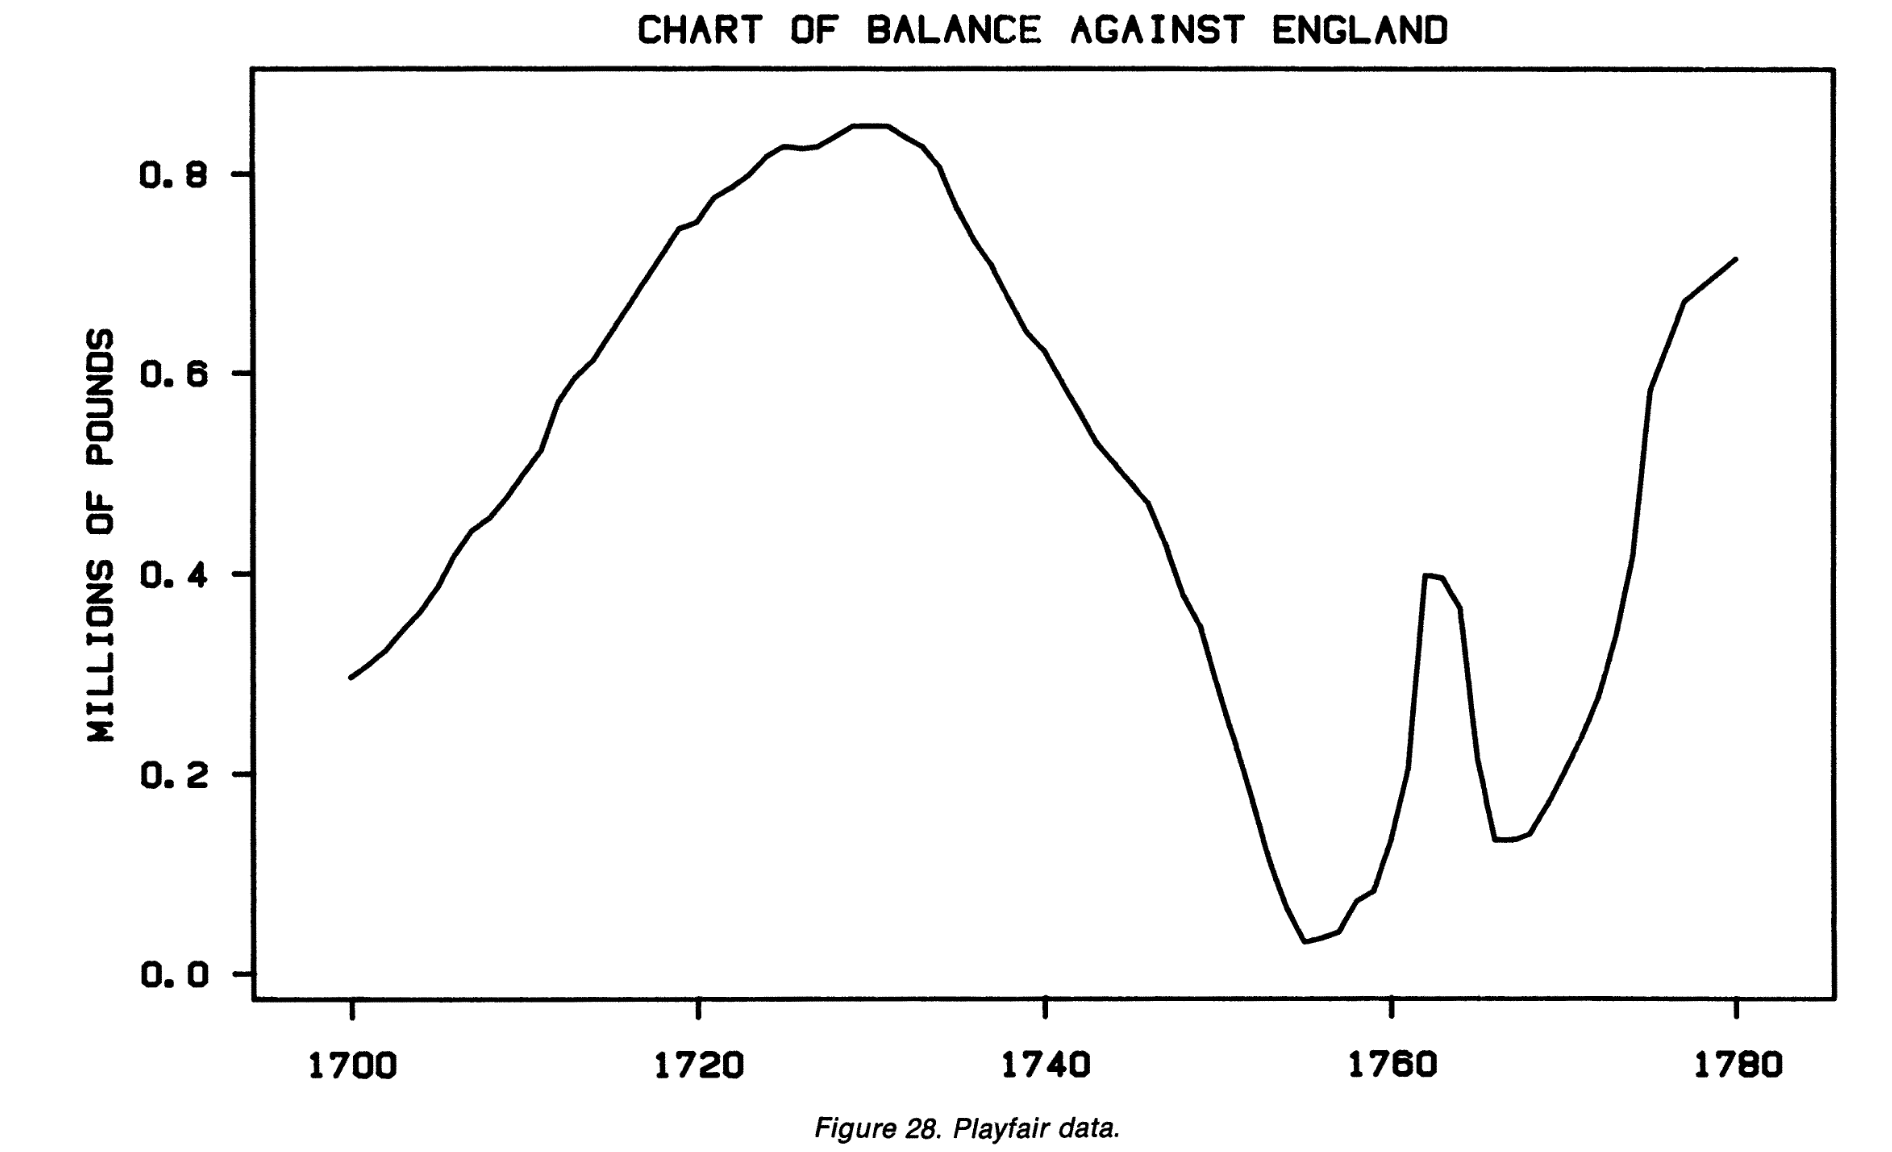 CHART OF BALANCE AGAINST ENGLAND
MILLIONS OF POUNDS
0.8
0.6
0.4
0.2
0.0
1700 1720 1740 1760 1780
Figure 28. Playfair data.